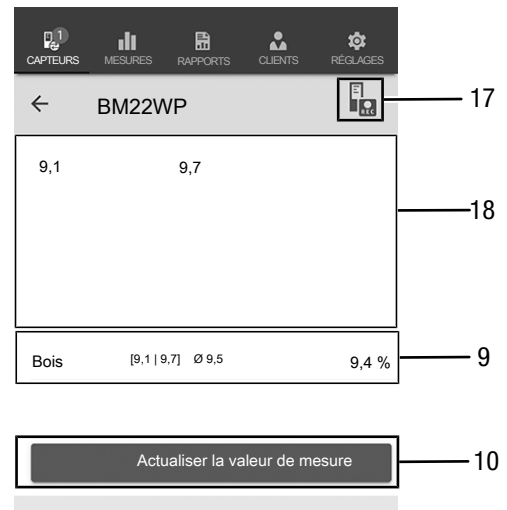 1
CAPTEURS MESURES RAPPORTS CLIENTS RÉGLAGES
BM22WP
REC
17
9,1 9,7
18
Bois [9,1 | 9,7] Ø 9,5 9,4 %
9
Actualiser la valeur de mesure
10